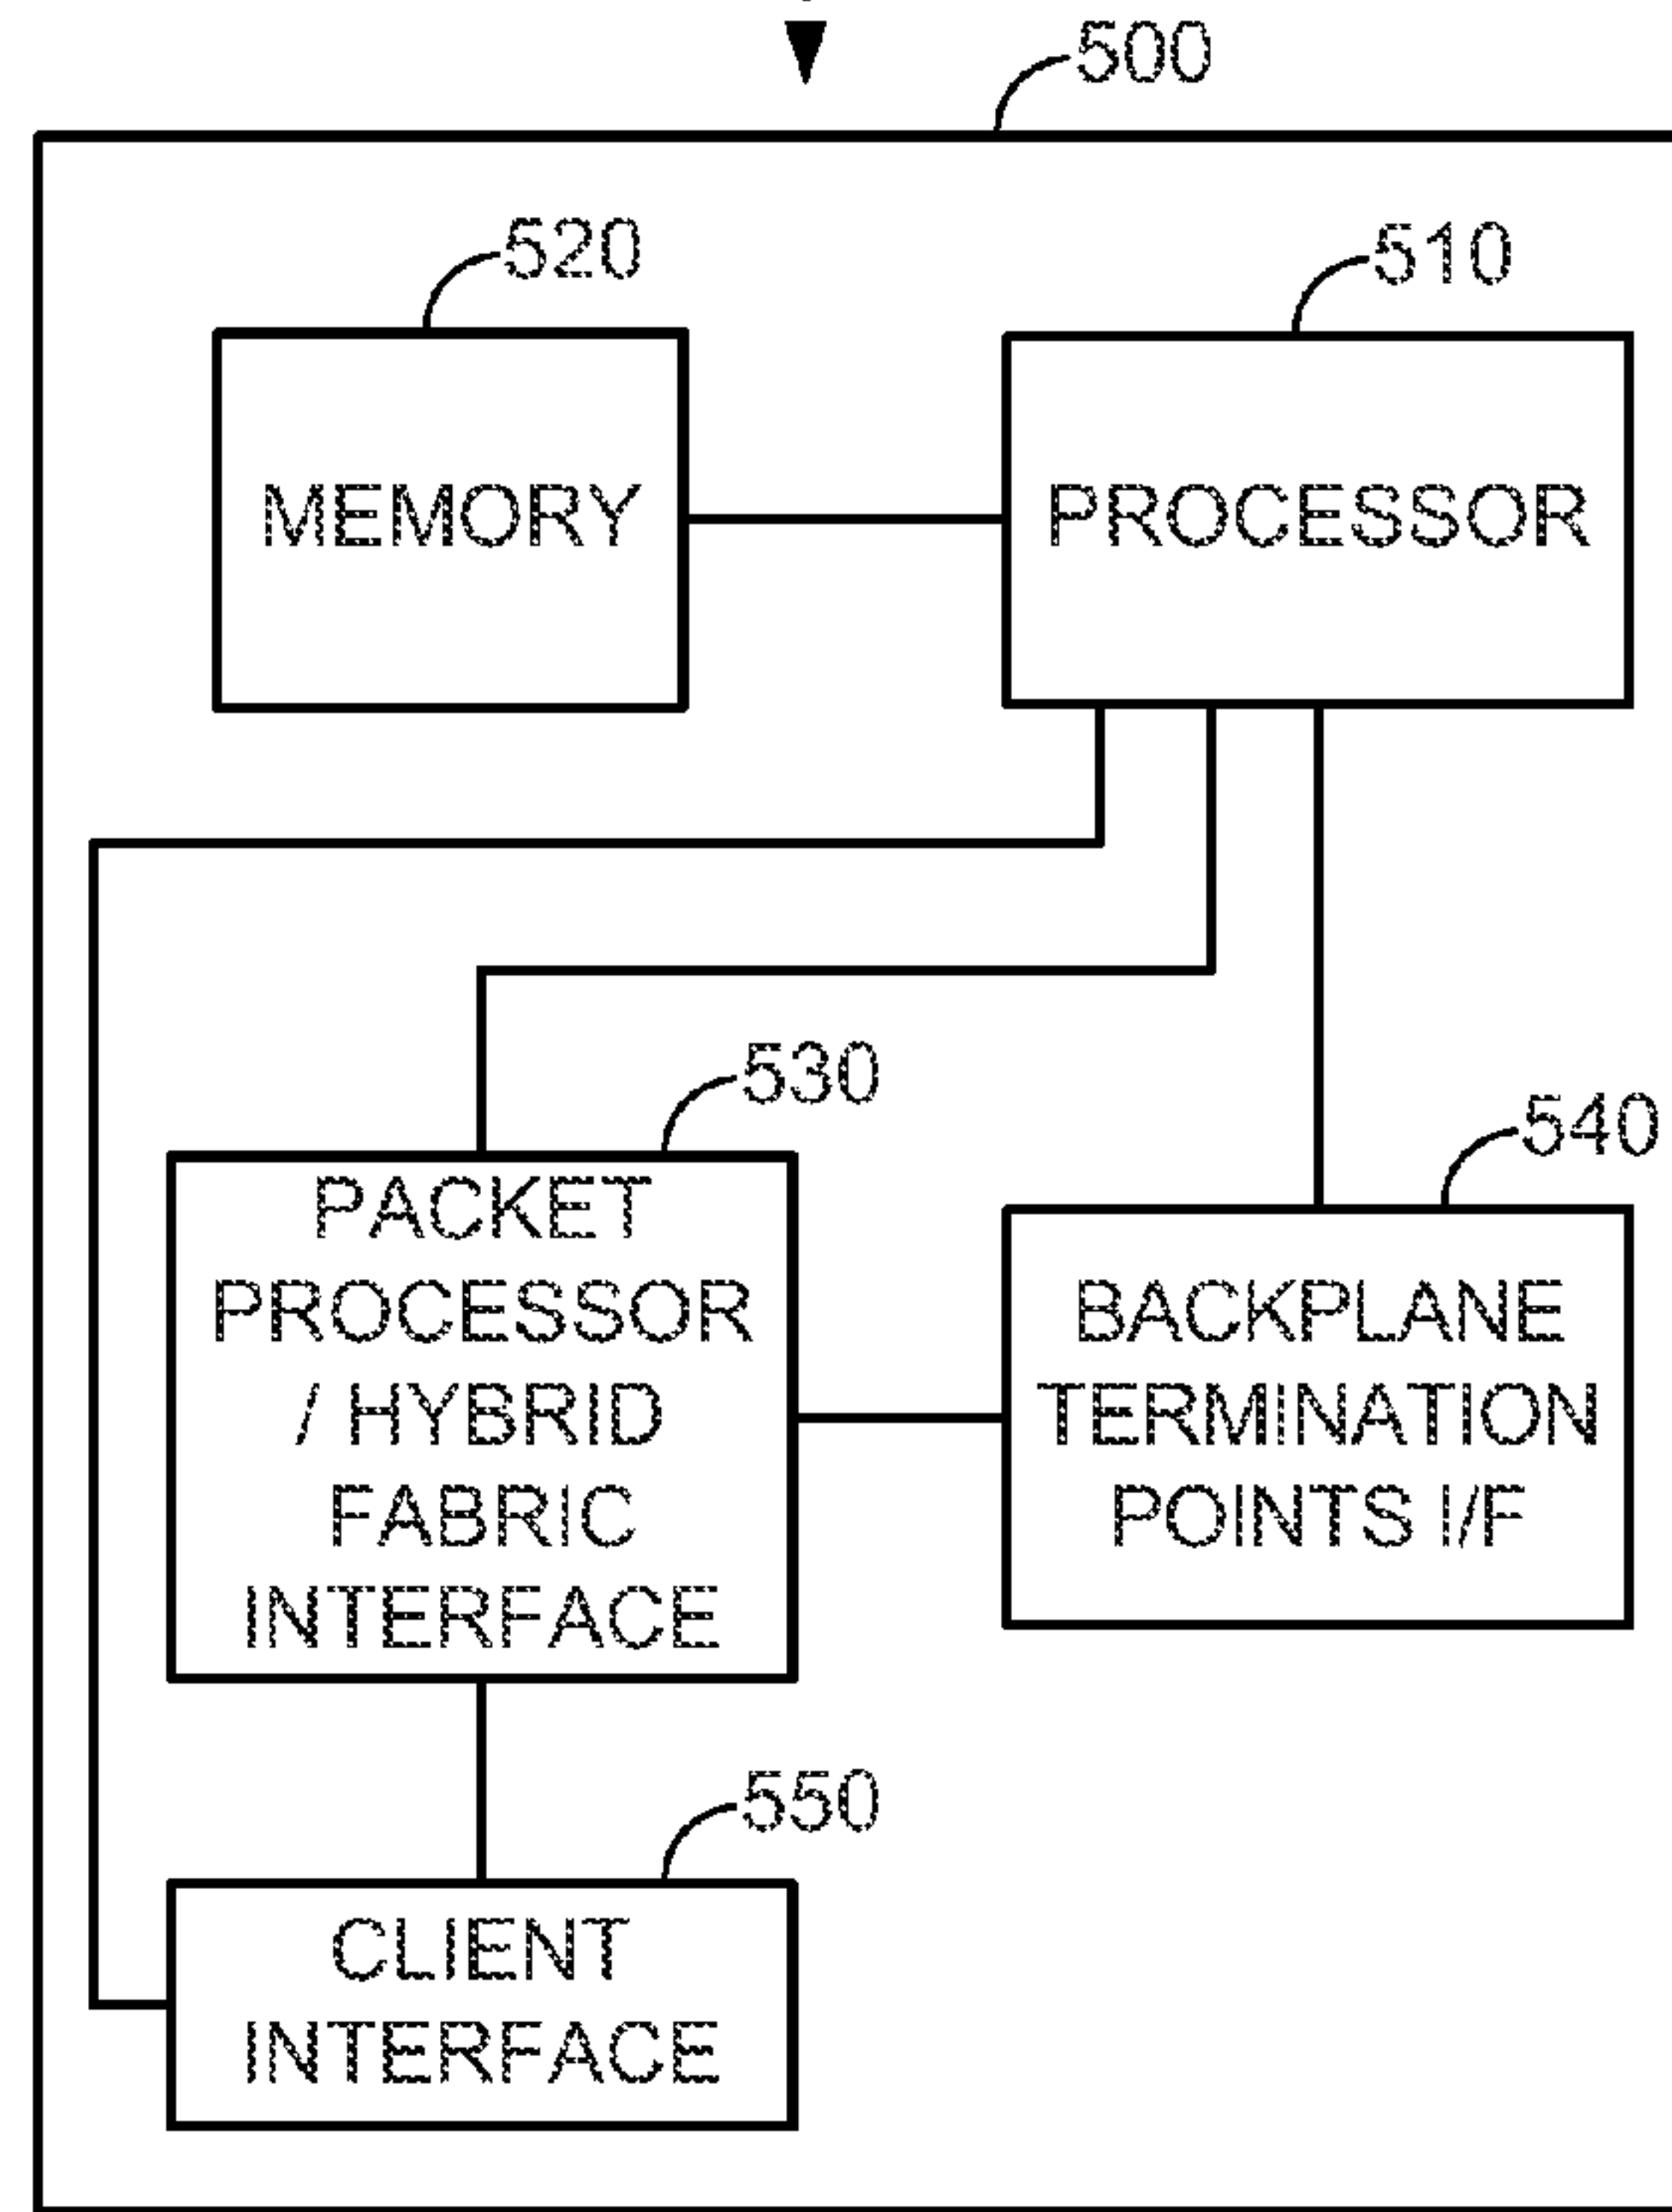 500
520
510
MEMORY
PROCESSOR
530
540
PACKET
PROCESSOR
/ HYBRID
FABRIC
INTERFACE
BACKPLANE
TERMINATION
POINTS I/F
550
CLIENT
INTERFACE